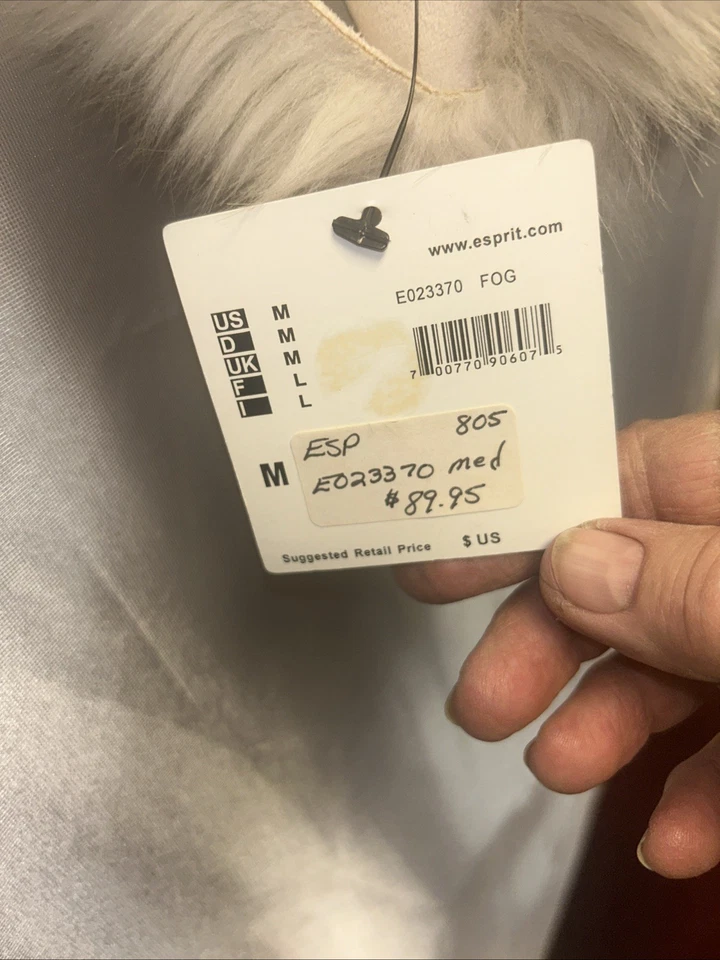 www.esprit.com
E023370 FOG
US M
D M
UK M
F L
I L
7 00770 90607 5
ESP 805
M
E023370 med
$89.95
Suggested Retail Price $ US